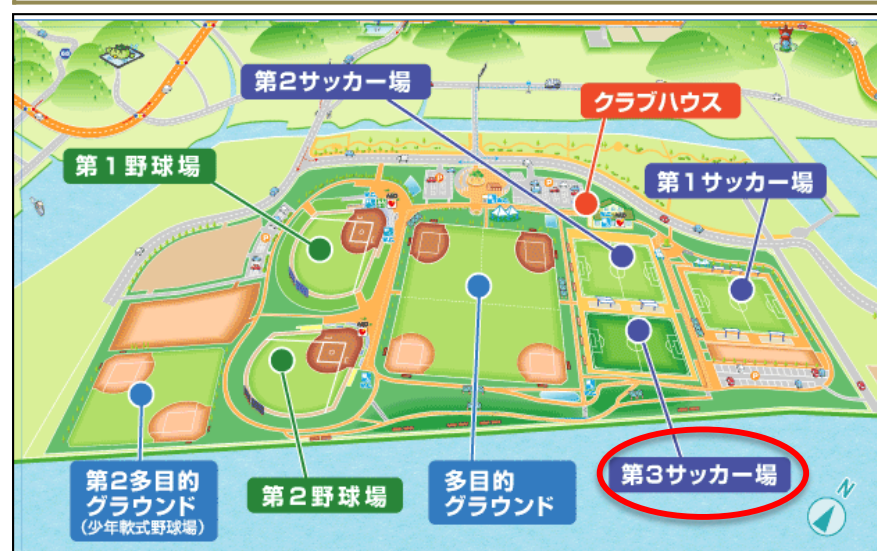 第2サッカー場
クラブハウス
第1野球場
第1サッカー場
第2多目的
グラウンド
(少年軟式野球場)
第2野球場
多目的
グラウンド
第3サッカー場
N